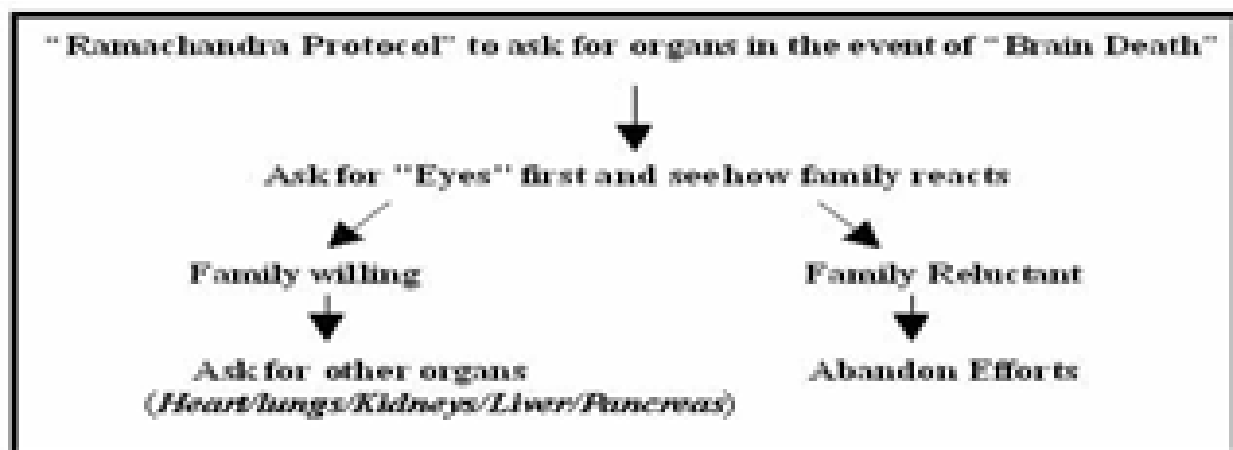 "Ramachandra Protocol" to ask for organs in the event of "Brain Death"
Ask for "Eyes" first and see how family reacts
Family willing
Family Reluctant
Ask for other organs
Abandon Efforts
(Heart/lungs/Kidneys/Liver/Pancreas)